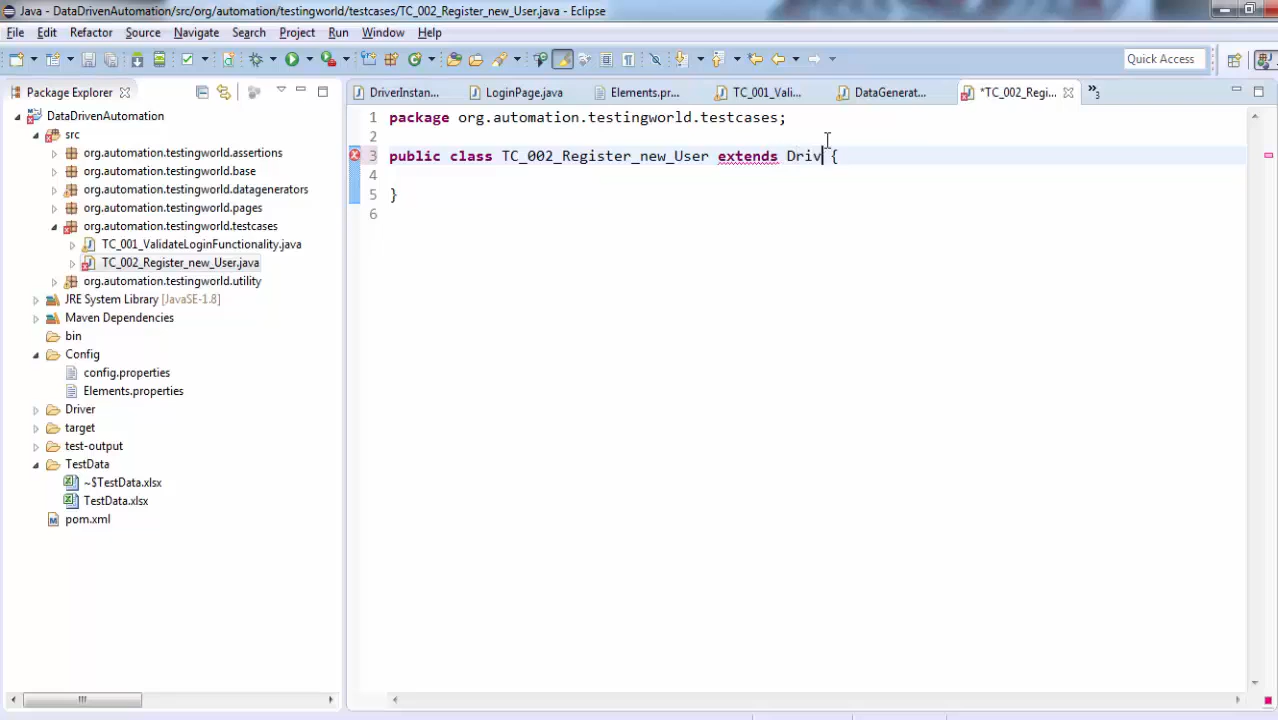 Java - DataDrivenAutomation/src/org/automation/testingworld/testcases/TC_002_Register_new_User.java - Eclipse
File Edit Refactor Source Navigate Search Project Run Window Help
Quick Access
Package Explorer
DriverInstan... LoginPage.java Elements.pr... TC_001_Vali... DataGenerat... *TC_002_Regi... »3
DataDrivenAutomation
src
org.automation.testingworld.assertions
org.automation.testingworld.base
org.automation.testingworld.datagenerators
org.automation.testingworld.pages
org.automation.testingworld.testcases
TC_001_ValidateLoginFunctionality.java
TC_002_Register_new_User.java
org.automation.testingworld.utility
JRE System Library [JavaSE-1.8]
Maven Dependencies
bin
Config
config.properties
Elements.properties
Driver
target
test-output
TestData
~$TestData.xlsx
TestData.xlsx
pom.xml
1 package org.automation.testingworld.testcases;
2
3 public class TC_002_Register_new_User extends Driv {
4
5 }
6